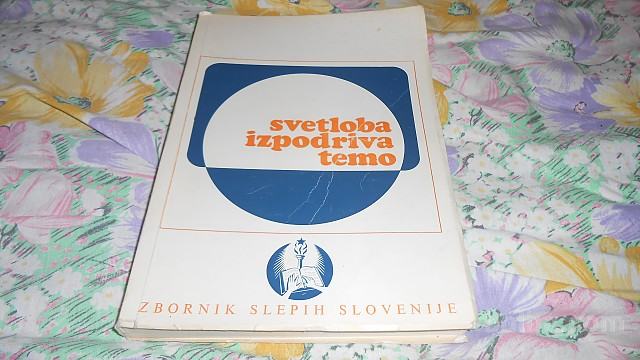 svetloba
izpodriva
temo
ZBORNIK SLEPIH SLOVENIJE